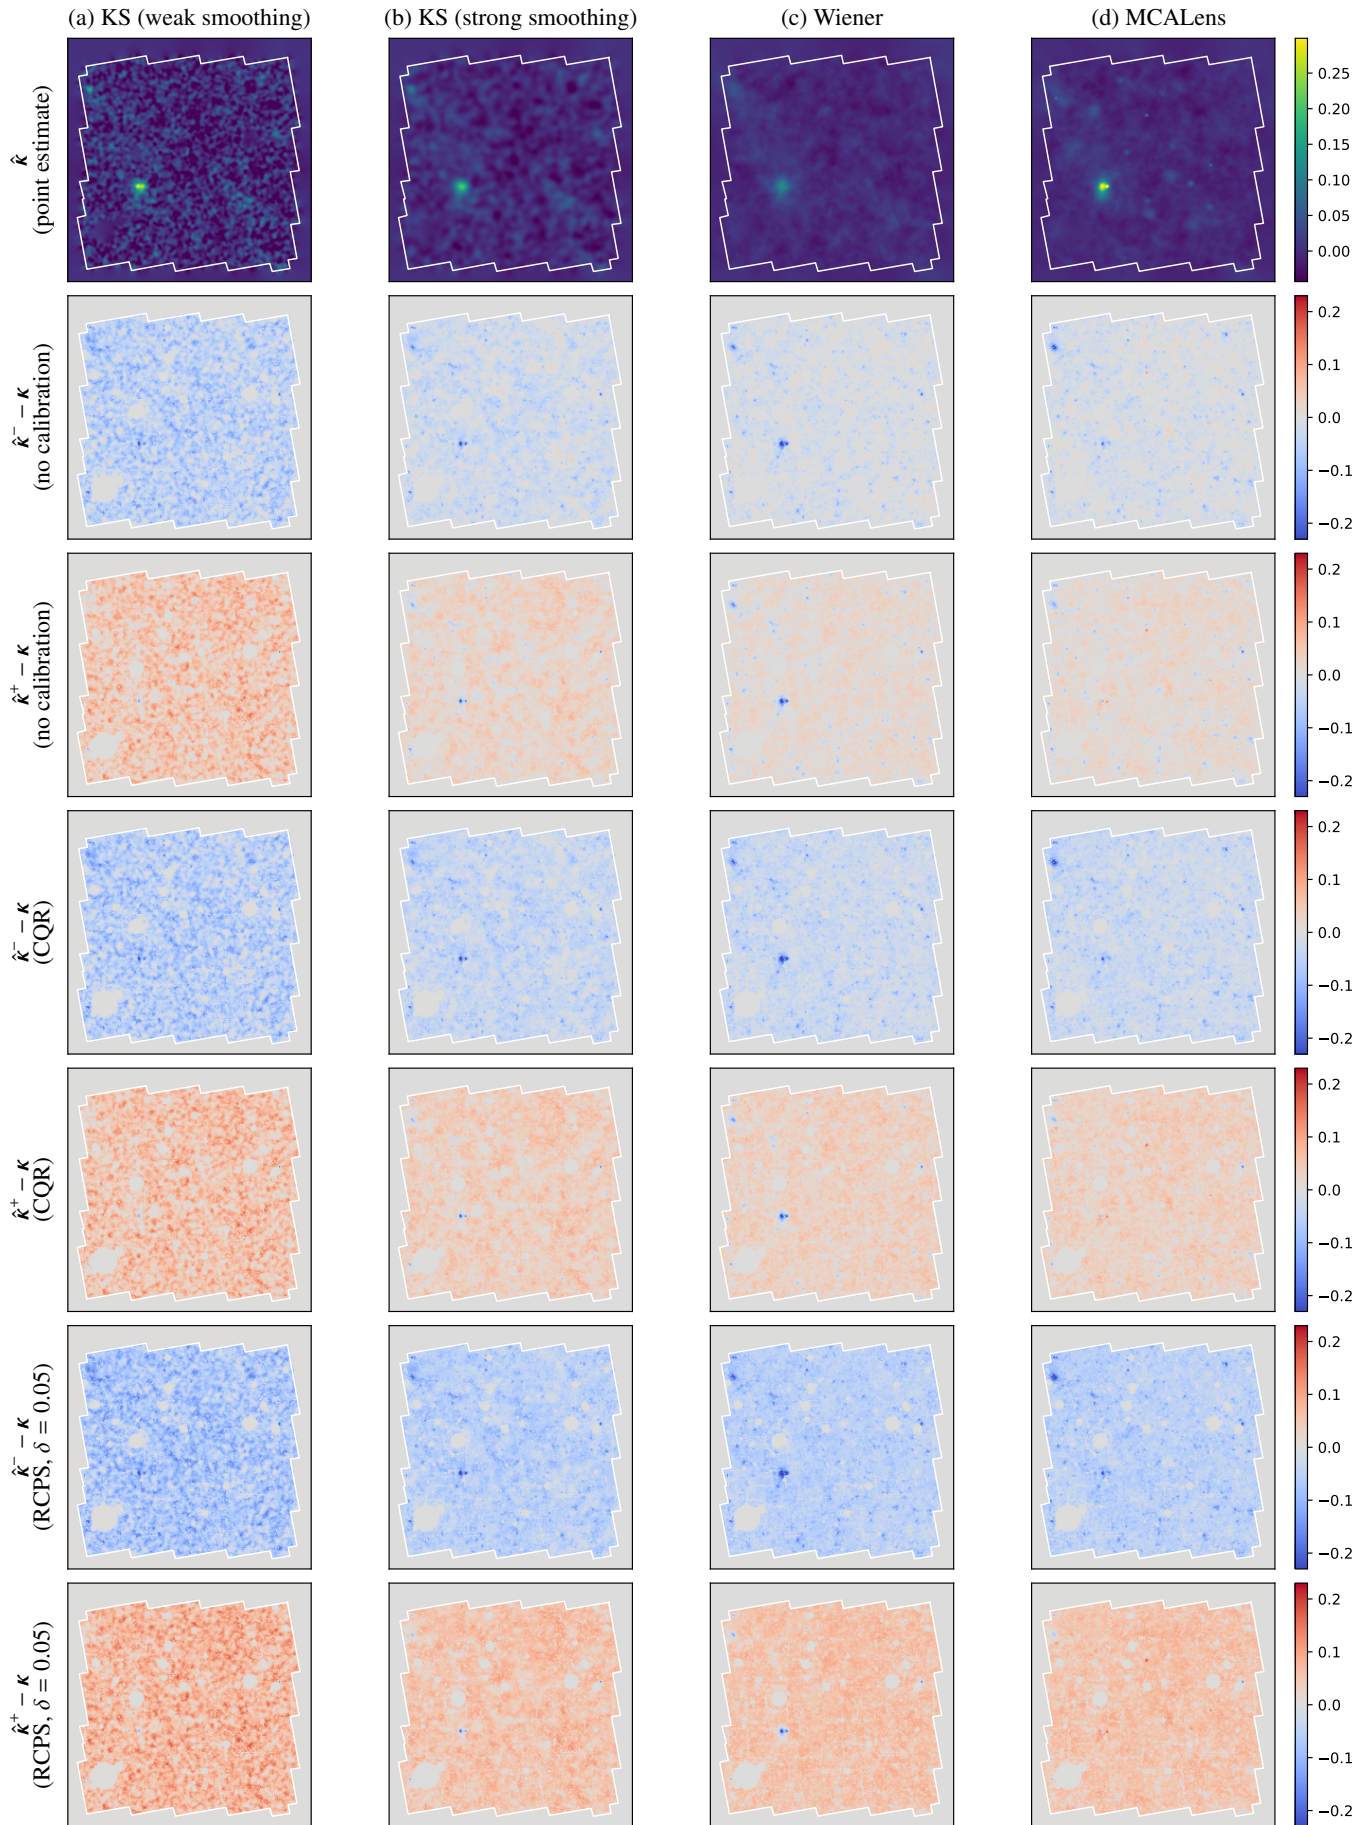 (a) KS (weak smoothing) (b) KS (strong smoothing) (c) Wiener (d) MCALens
κ̂
(point estimate)
0.25
0.20
0.15
0.10
0.05
0.00
κ̂⁻ − κ
(no calibration)
0.2
0.1
0.0
−0.1
−0.2
κ̂⁺ − κ
(no calibration)
0.2
0.1
0.0
−0.1
−0.2
κ̂⁻ − κ
(CQR)
0.2
0.1
0.0
−0.1
−0.2
κ̂⁺ − κ
(CQR)
0.2
0.1
0.0
−0.1
−0.2
κ̂⁻ − κ
(RCPS, δ = 0.05)
0.2
0.1
0.0
−0.1
−0.2
κ̂⁺ − κ
(RCPS, δ = 0.05)
0.2
0.1
0.0
−0.1
−0.2